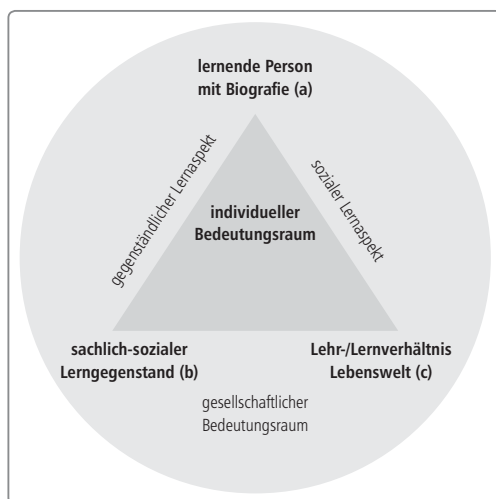 lernende Person
mit Biografie (a)
gegenständlicher Lernaspekt
sozialer Lernaspekt
individueller
Bedeutungsraum
sachlich-sozialer
Lerngegenstand (b)
Lehr-/Lernverhältnis
Lebenswelt (c)
gesellschaftlicher
Bedeutungsraum